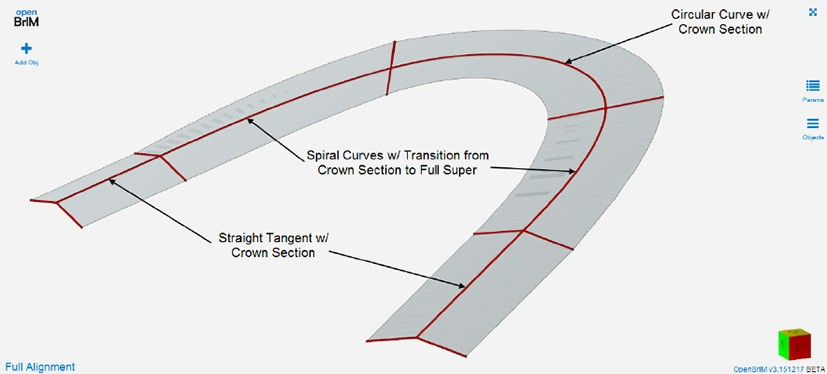 open
BrIM
Add Obj
Circular Curve w/
Crown Section
Params
Objects
Spiral Curves w/ Transition from
Crown Section to Full Super
Straight Tangent w/
Crown Section
Full Alignment
OpenBrIM v3.151217 BETA